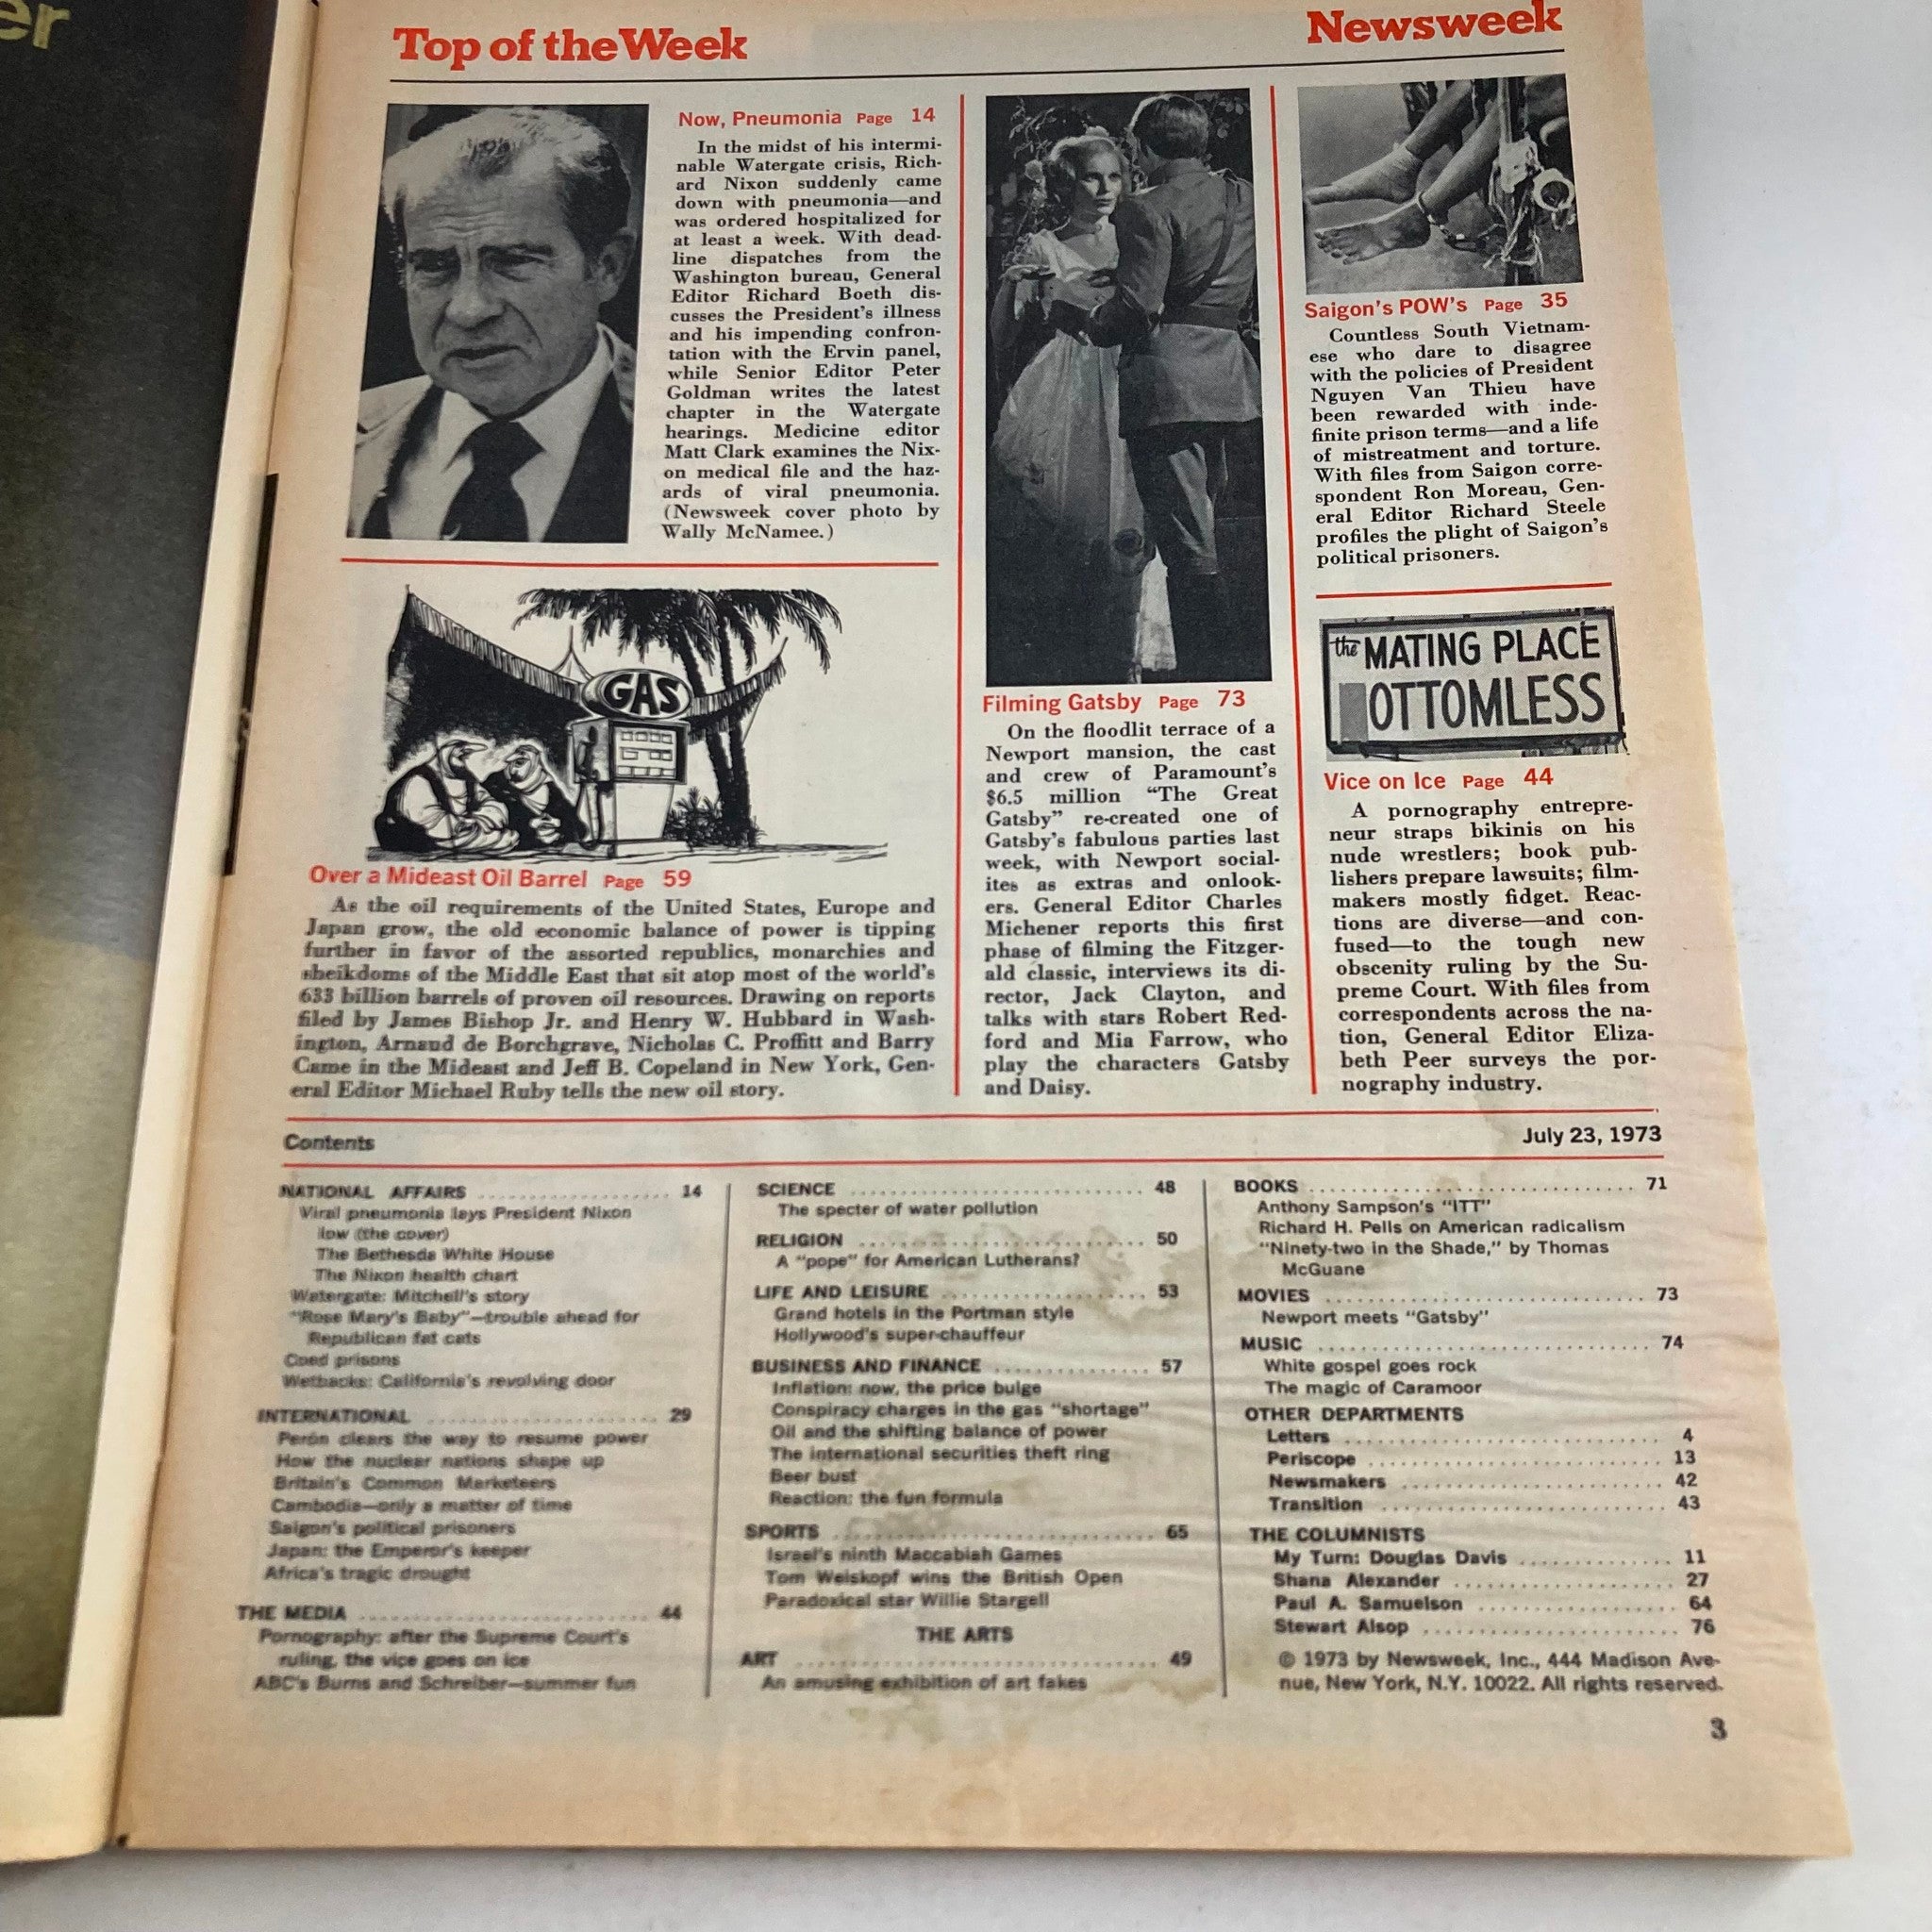 er
Top of the Week
Newsweek
Now, Pneumonia Page 14
In the midst of his intermi-
nable Watergate crisis, Rich-
ard Nixon suddenly came
down with pneumonia—and
was ordered hospitalized for
at least a week. With dead-
line dispatches from the
Washington bureau, General
Editor Richard Boeth dis-
cusses the President's illness
and his impending confron-
tation with the Ervin panel,
while Senior Editor Peter
Goldman writes the latest
chapter in the Watergate
hearings. Medicine editor
Matt Clark examines the Nix-
on medical file and the haz-
ards of viral pneumonia.
(Newsweek cover photo by
Wally McNamee.)
GAS
Over a Mideast Oil Barrel Page 59
As the oil requirements of the United States, Europe and
Japan grow, the old economic balance of power is tipping
further in favor of the assorted republics, monarchies and
sheikdoms of the Middle East that sit atop most of the world's
633 billion barrels of proven oil resources. Drawing on reports
filed by James Bishop Jr. and Henry W. Hubbard in Wash-
ington, Arnaud de Borchgrave, Nicholas C. Proffitt and Barry
Came in the Mideast and Jeff B. Copeland in New York, Gen-
eral Editor Michael Ruby tells the new oil story.
Filming Gatsby Page 73
On the floodlit terrace of a
Newport mansion, the cast
and crew of Paramount's
$6.5 million “The Great
Gatsby” re-created one of
Gatsby's fabulous parties last
week, with Newport social-
ites as extras and onlook-
ers. General Editor Charles
Michener reports this first
phase of filming the Fitzger-
ald classic, interviews its di-
rector, Jack Clayton, and
talks with stars Robert Red-
ford and Mia Farrow, who
play the characters Gatsby
and Daisy.
Saigon's POW's Page 35
Countless South Vietnam-
ese who dare to disagree
with the policies of President
Nguyen Van Thieu have
been rewarded with inde-
finite prison terms—and a life
of mistreatment and torture.
With files from Saigon corre-
spondent Ron Moreau, Gen-
eral Editor Richard Steele
profiles the plight of Saigon's
political prisoners.
the MATING PLACE
OTTOMLESS
Vice on Ice Page 44
A pornography entrepre-
neur straps bikinis on his
nude wrestlers; book pub-
lishers prepare lawsuits; film-
makers mostly fidget. Reac-
tions are diverse—and con-
fused—to the tough new
obscenity ruling by the Su-
preme Court. With files from
correspondents across the na-
tion, General Editor Eliza-
beth Peer surveys the por-
nography industry.
Contents
July 23, 1973
NATIONAL AFFAIRS 14
Viral pneumonia lays President Nixon
low (the cover)
The Bethesda White House
The Nixon health chart
Watergate: Mitchell's story
“Rose Mary's Baby”—trouble ahead for
Republican fat cats
Coed prisons
Wetbacks: California's revolving door
INTERNATIONAL 29
Perón clears the way to resume power
How the nuclear nations shape up
Britain's Common Marketeers
Cambodia—only a matter of time
Saigon's political prisoners
Japan: the Emperor's keeper
Africa's tragic drought
THE MEDIA 44
Pornography: after the Supreme Court's
ruling, the vice goes on ice
ABC's Burns and Schreiber—summer fun
SCIENCE 48
The specter of water pollution
RELIGION 50
A “pope” for American Lutherans?
LIFE AND LEISURE 53
Grand hotels in the Portman style
Hollywood's super-chauffeur
BUSINESS AND FINANCE 57
Inflation: now, the price bulge
Conspiracy charges in the gas “shortage”
Oil and the shifting balance of power
The international securities theft ring
Beer bust
Reaction: the fun formula
SPORTS 65
Israel's ninth Maccabiah Games
Tom Weiskopf wins the British Open
Paradoxical star Willie Stargell
THE ARTS
ART 49
An amusing exhibition of art fakes
BOOKS 71
Anthony Sampson's “ITT”
Richard H. Pells on American radicalism
“Ninety-two in the Shade,” by Thomas
McGuane
MOVIES 73
Newport meets “Gatsby”
MUSIC 74
White gospel goes rock
The magic of Caramoor
OTHER DEPARTMENTS
Letters 4
Periscope 13
Newsmakers 42
Transition 43
THE COLUMNISTS
My Turn: Douglas Davis 11
Shana Alexander 27
Paul A. Samuelson 64
Stewart Alsop 76
© 1973 by Newsweek, Inc., 444 Madison Ave-
nue, New York, N.Y. 10022. All rights reserved.
3